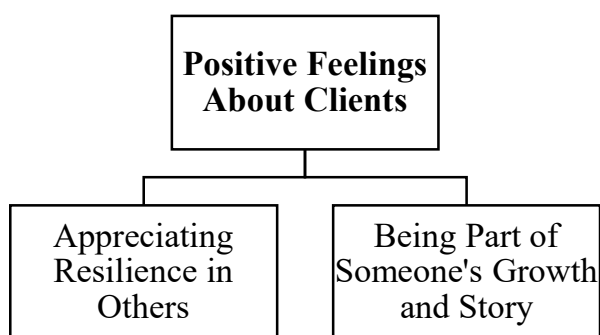 Positive Feelings
About Clients
Appreciating
Resilience in
Others
Being Part of
Someone's Growth
and Story